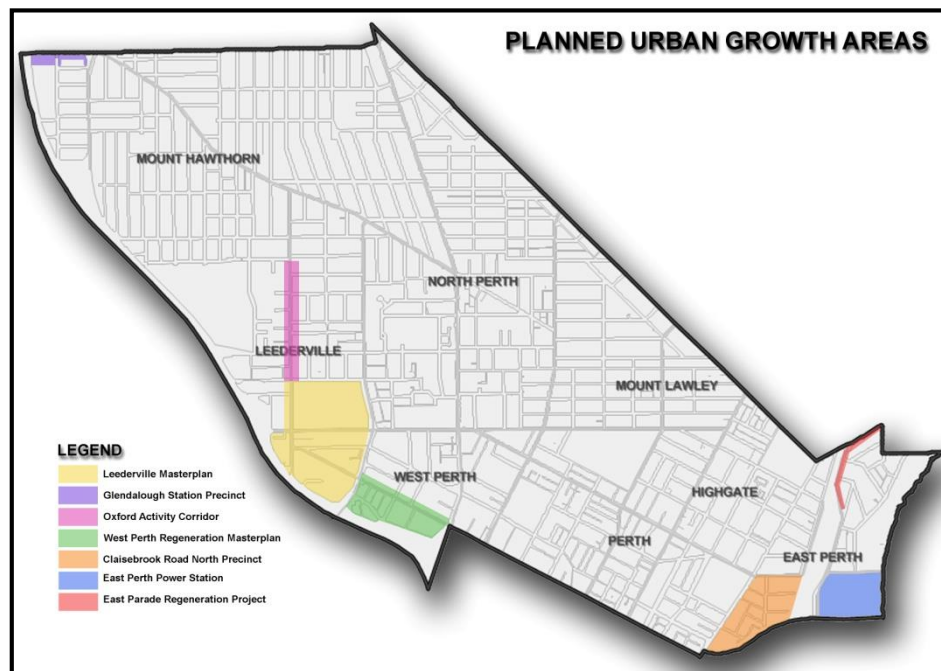 PLANNED URBAN GROWTH AREAS
MOUNT HAWTHORN
NORTH PERTH
LEEDERVILLE
MOUNT LAWLEY
WEST PERTH
HIGHGATE
PERTH
EAST PERTH
LEGEND
Leederville Masterplan
Glendalough Station Precinct
Oxford Activity Corridor
West Perth Regeneration Masterplan
Claisebrook Road North Precinct
East Perth Power Station
East Parade Regeneration Project